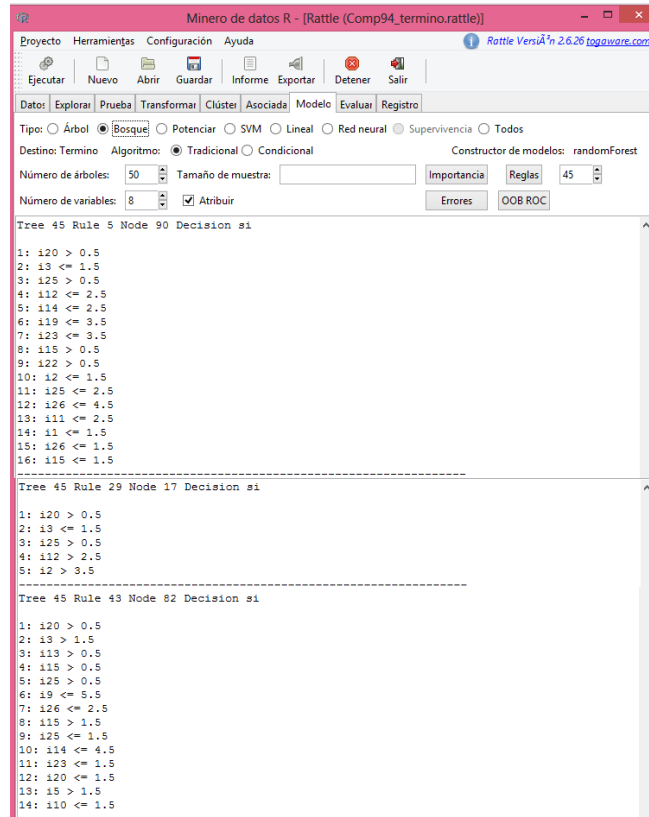 Minero de datos R - [Rattle (Comp94_termino.rattle)]
Proyecto Herramientas Configuración Ayuda
Rattle VersiÃ³n 2.6.26 togaware.com
Ejecutar Nuevo Abrir Guardar Informe Exportar Detener Salir
Datos Explorar Prueba Transformar Clúster Asociada Modelo Evaluar Registro
Tipo: Árbol Bosque Potenciar SVM Lineal Red neural Supervivencia Todos
Destino: Termino Algoritmo: Tradicional Condicional Constructor de modelos: randomForest
Número de árboles: 50 Tamaño de muestra: Importancia Reglas 45
Número de variables: 8 Atribuir Errores OOB ROC
Tree 45 Rule 5 Node 90 Decision si
1: i20 > 0.5
2: i3 <= 1.5
3: i25 > 0.5
4: i12 <= 2.5
5: i14 <= 2.5
6: i19 <= 3.5
7: i23 <= 3.5
8: i15 > 0.5
9: i22 > 0.5
10: i2 <= 1.5
11: i25 <= 2.5
12: i26 <= 4.5
13: i11 <= 2.5
14: i1 <= 1.5
15: i26 <= 1.5
16: i15 <= 1.5
-----------------------------------------------------------------
Tree 45 Rule 29 Node 17 Decision si
1: i20 > 0.5
2: i3 <= 1.5
3: i25 > 0.5
4: i12 > 2.5
5: i2 > 3.5
-----------------------------------------------------------------
Tree 45 Rule 43 Node 82 Decision si
1: i20 > 0.5
2: i3 > 1.5
3: i13 > 0.5
4: i15 > 0.5
5: i25 > 0.5
6: i9 <= 5.5
7: i26 <= 2.5
8: i15 > 1.5
9: i25 <= 1.5
10: i14 <= 4.5
11: i23 <= 1.5
12: i20 <= 1.5
13: i5 > 1.5
14: i10 <= 1.5